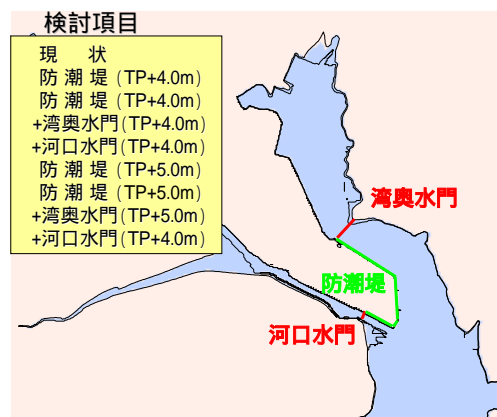 検討項目
現 状
防 潮 堤 (TP+4.0m)
防 潮 堤 (TP+4.0m)
+湾奥水門(TP+4.0m)
+河口水門(TP+4.0m)
防 潮 堤 (TP+5.0m)
防 潮 堤 (TP+5.0m)
+湾奥水門(TP+5.0m)
+河口水門(TP+4.0m)
湾奥水門
防潮堤
河口水門